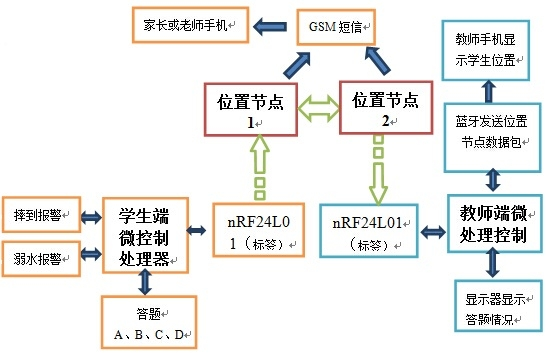 家长或老师手机
GSM 短信
教师手机显
示学生位置
位置节点
1
位置节点
2
蓝牙发送位置
节点数据包
摔到报警
弱水报警
学生端
微控制
处理器
nRF24L0
1（标签）
nRF24L01
（标签）
教师端微
处理控制
答题
A、B、C、D
显示器显示
答题情况